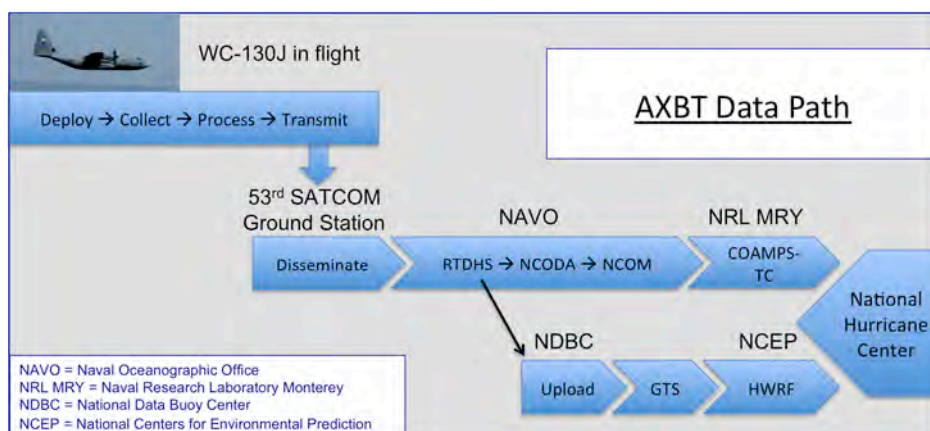 WC-130J in flight
AXBT Data Path
Deploy → Collect → Process → Transmit
53rd SATCOM
Ground Station
NAVO
NRL MRY
Disseminate
RTDHS → NCODA → NCOM
COAMPS-
TC
National
Hurricane
Center
NDBC
NCEP
Upload
GTS
HWRF
NAVO = Naval Oceanographic Office
NRL MRY = Naval Research Laboratory Monterey
NDBC = National Data Buoy Center
NCEP = National Centers for Environmental Prediction